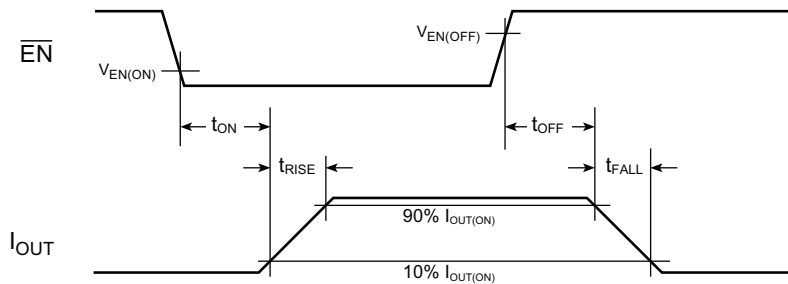 EN
V_EN(ON)
V_EN(OFF)
t_ON
t_OFF
t_RISE
t_FALL
I_OUT
90% I_OUT(ON)
10% I_OUT(ON)